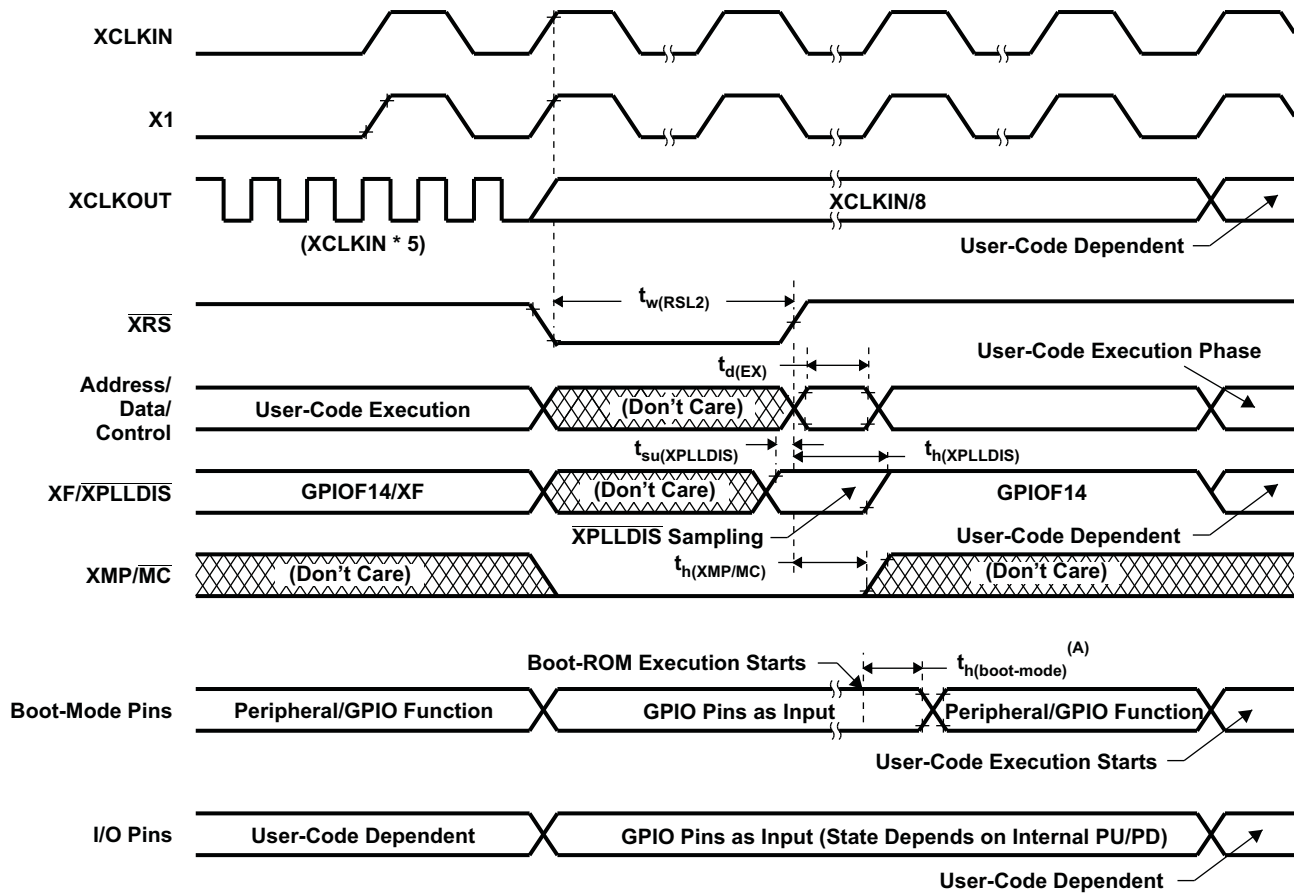 XCLKIN
X1
XCLKOUT
XCLKIN/8
(XCLKIN * 5)
User-Code Dependent
tw(RSL2)
XRS
User-Code Execution Phase
td(EX)
Address/
Data/
Control
User-Code Execution
(Don't Care)
tsu(XPLLDIS)
th(XPLLDIS)
XF/XPLLDIS
GPIOF14/XF
(Don't Care)
GPIOF14
XPLLDIS Sampling
User-Code Dependent
XMP/MC
(Don't Care)
th(XMP/MC)
(Don't Care)
Boot-ROM Execution Starts
th(boot-mode)(A)
Boot-Mode Pins
Peripheral/GPIO Function
GPIO Pins as Input
Peripheral/GPIO Function
User-Code Execution Starts
I/O Pins
User-Code Dependent
GPIO Pins as Input (State Depends on Internal PU/PD)
User-Code Dependent